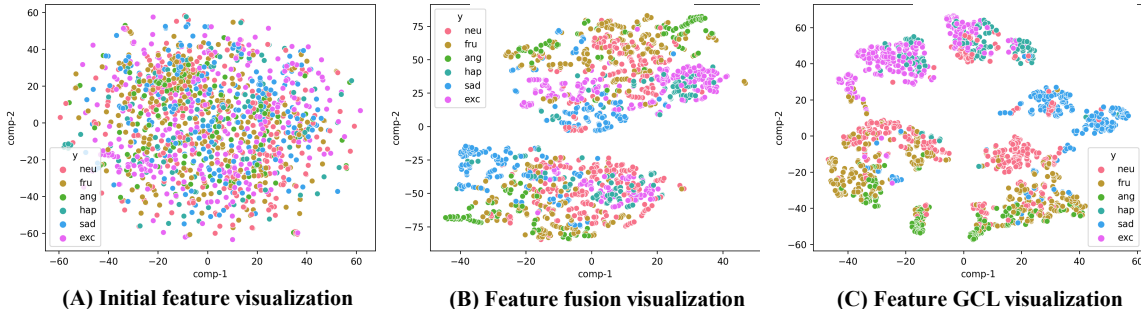 y
neu
fru
ang
hap
sad
exc
60
40
20
0
−20
−40
−60
comp-2
−60 −40 −20 0 20 40 60
comp-1
(A) Initial feature visualization
y
neu
fru
ang
hap
sad
exc
75
50
25
0
−25
−50
−75
comp-2
−40 −20 0 20 40
comp-1
(B) Feature fusion visualization
y
neu
fru
ang
hap
sad
exc
60
40
20
0
−20
−40
−60
comp-2
−40 −20 0 20 40 60
comp-1
(C) Feature GCL visualization